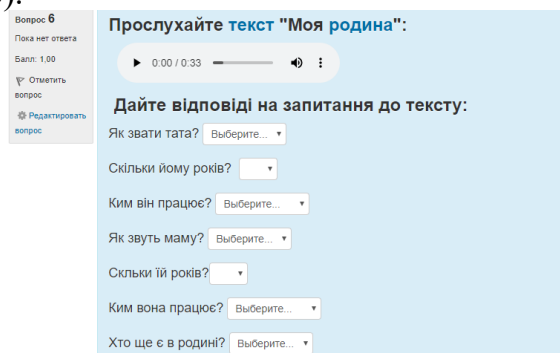 ).
Вопрос 6
Пока нет ответа
Балл: 1,00
Отметить
вопрос
Редактировать
вопрос
Прослухайте текст "Моя родина":
0:00 / 0:33
Дайте відповіді на запитання до тексту:
Як звати тата? Выберите...
Скільки йому років?
Ким він працює? Выберите...
Як звуть маму? Выберите...
Скльки їй років?
Ким вона працює? Выберите...
Хто ще є в родині? Выберите...